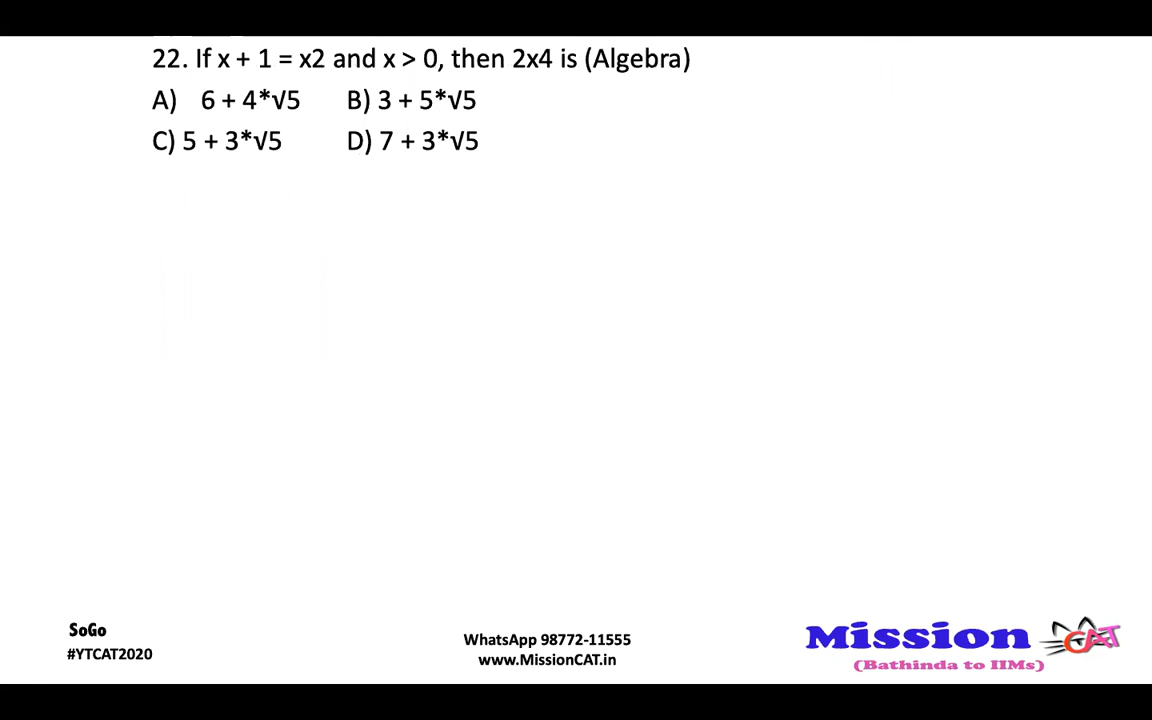 22. If x + 1 = x2 and x > 0, then 2x4 is (Algebra)
A) 6 + 4*√5 B) 3 + 5*√5
C) 5 + 3*√5 D) 7 + 3*√5
SoGo
#YTCAT2020
WhatsApp 98772-11555
www.MissionCAT.in
Mission CAT
(Bathinda to IIMs)